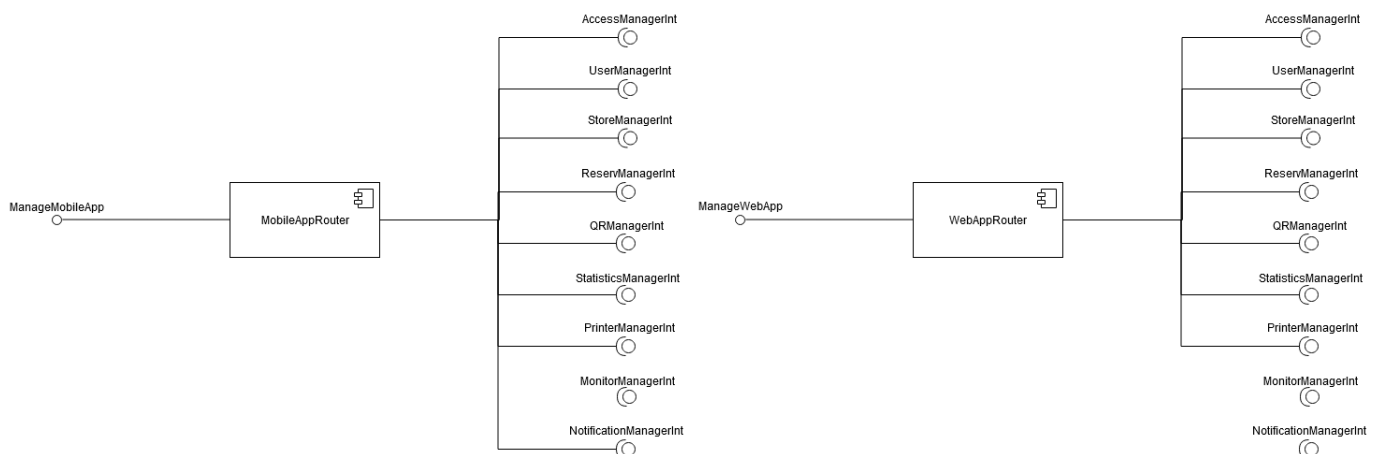 AccessManagerInt
UserManagerInt
StoreManagerInt
ReservManagerInt
ManageMobileApp
MobileAppRouter
QRManagerInt
StatisticsManagerInt
PrinterManagerInt
MonitorManagerInt
NotificationManagerInt
AccessManagerInt
UserManagerInt
StoreManagerInt
ReservManagerInt
ManageWebApp
WebAppRouter
QRManagerInt
StatisticsManagerInt
PrinterManagerInt
MonitorManagerInt
NotificationManagerInt